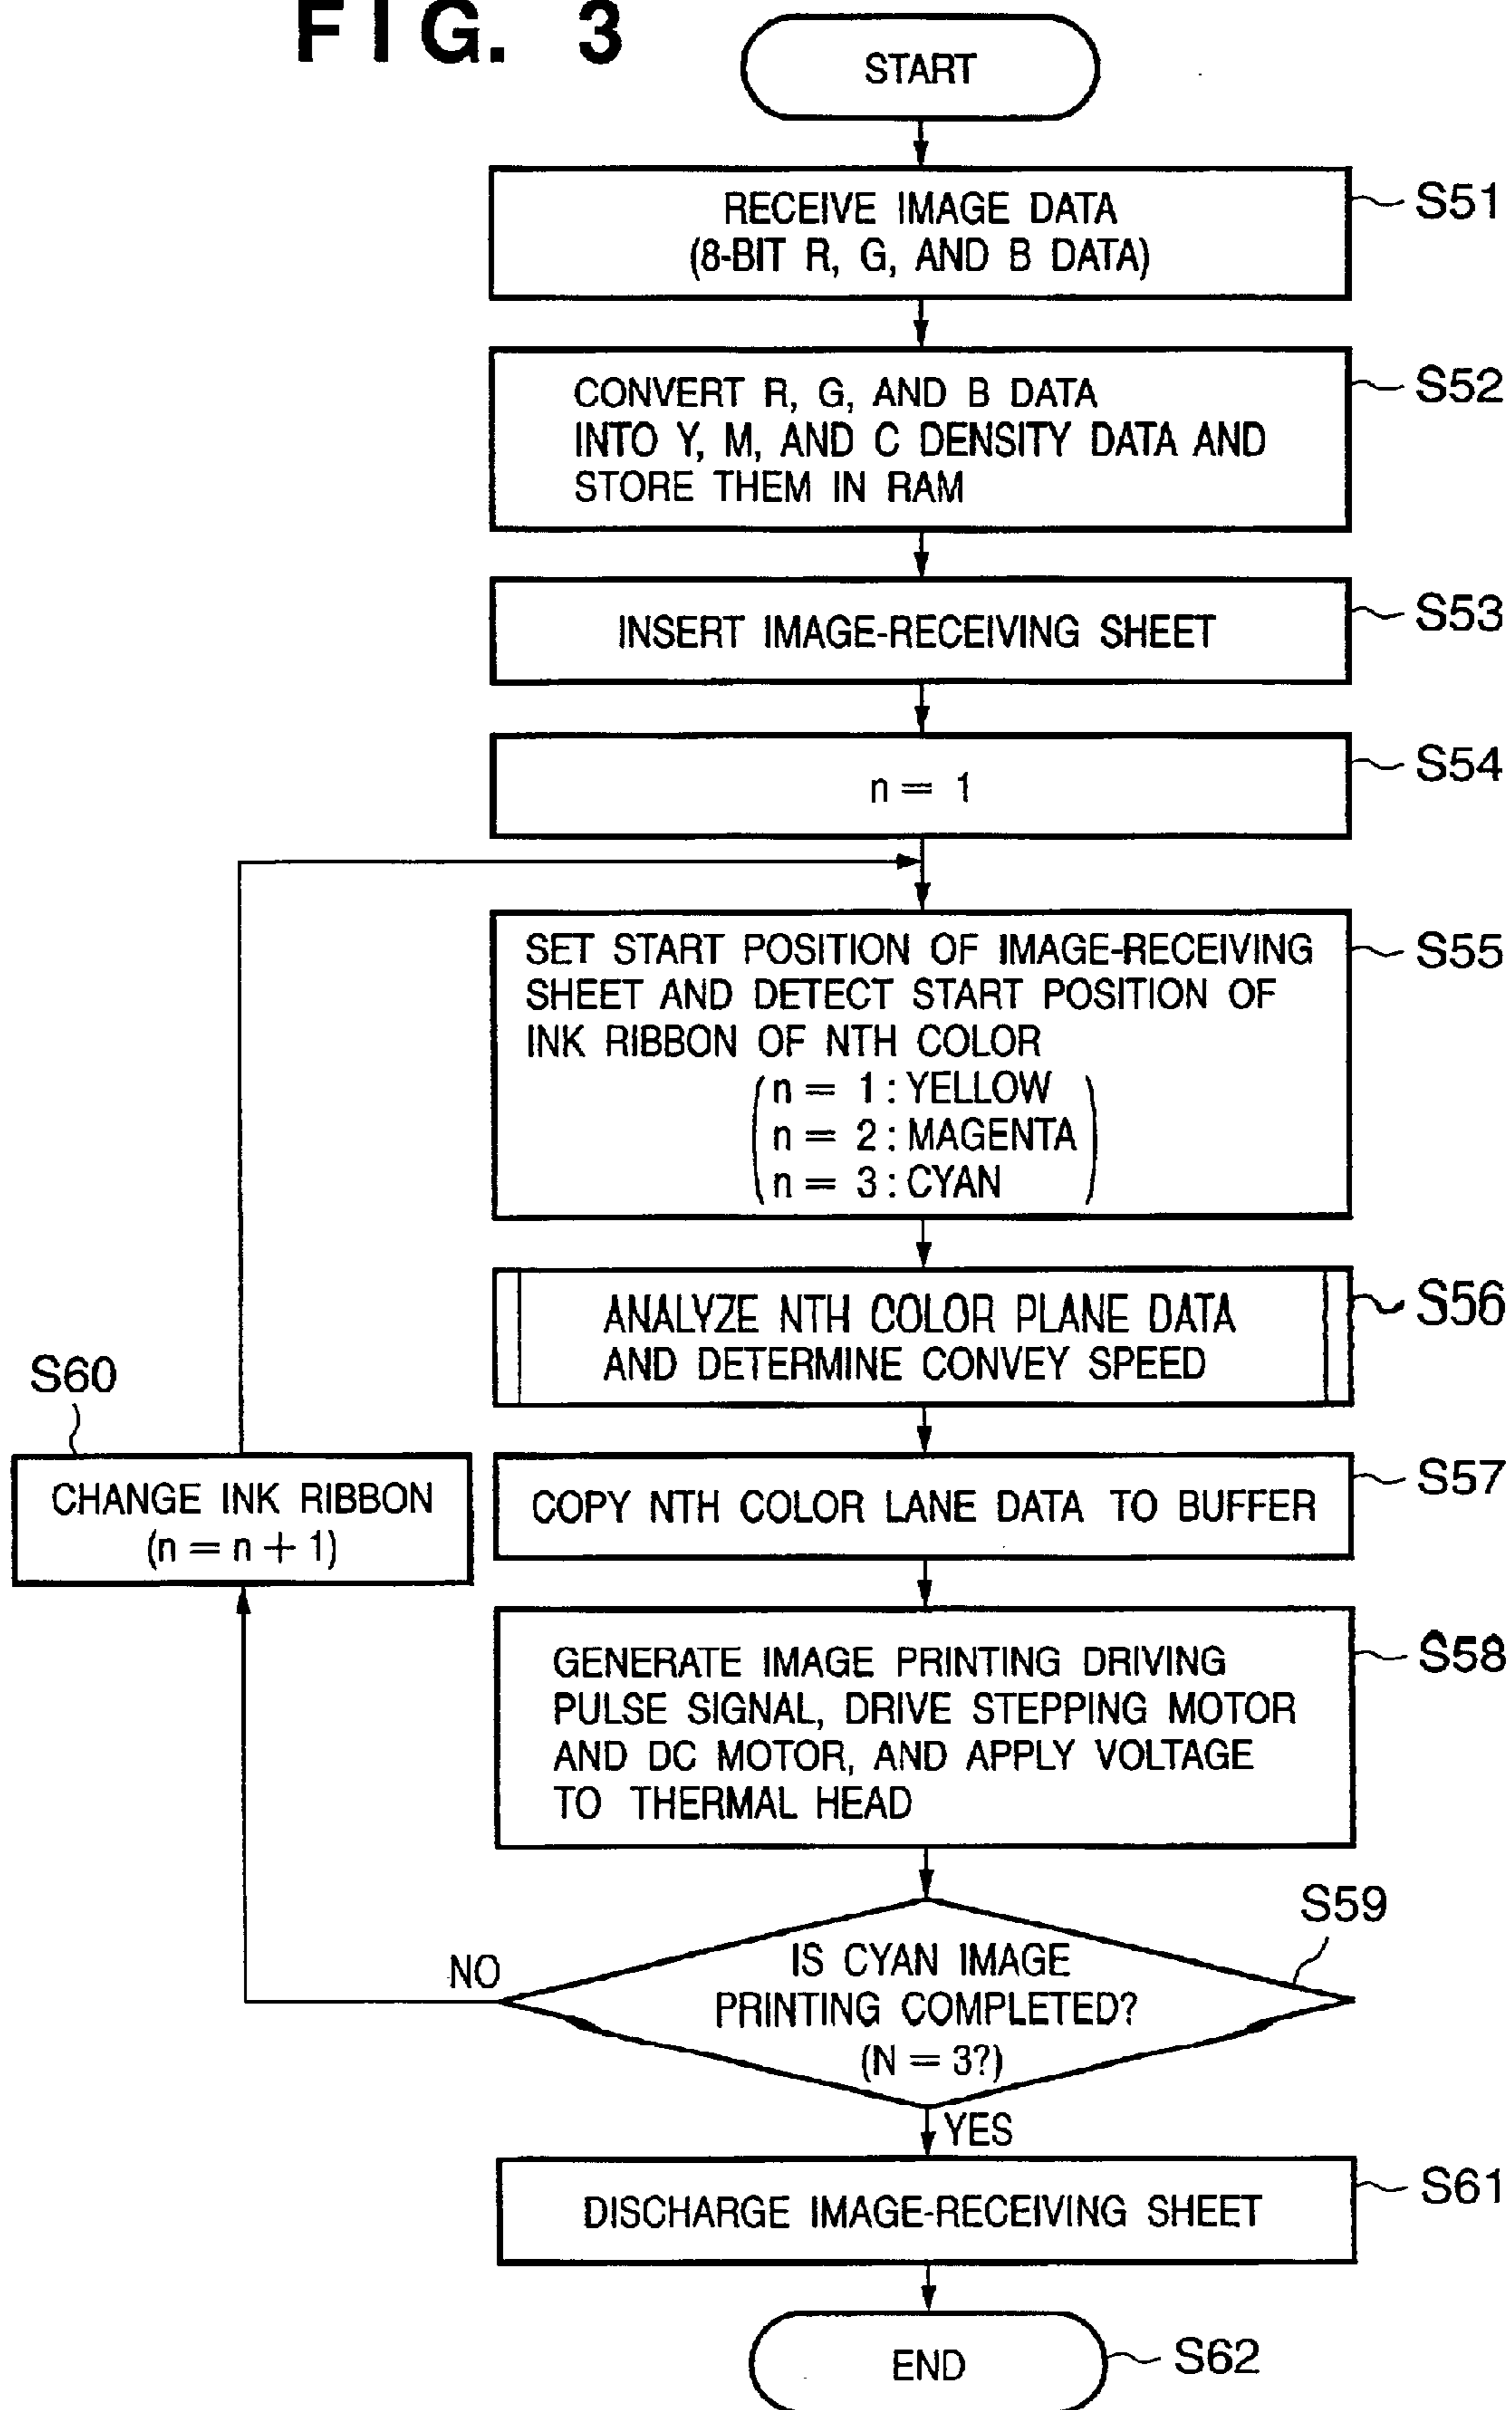 FIG. 3
START
RECEIVE IMAGE DATA
(8-BIT R, G, AND B DATA)
S51
CONVERT R, G, AND B DATA
INTO Y, M, AND C DENSITY DATA AND
STORE THEM IN RAM
S52
INSERT IMAGE-RECEIVING SHEET
S53
n = 1
S54
SET START POSITION OF IMAGE-RECEIVING
SHEET AND DETECT START POSITION OF
INK RIBBON OF NTH COLOR
(n = 1 : YELLOW
n = 2 : MAGENTA
n = 3 : CYAN)
S55
ANALYZE NTH COLOR PLANE DATA
AND DETERMINE CONVEY SPEED
S56
S60
CHANGE INK RIBBON
(n = n + 1)
COPY NTH COLOR LANE DATA TO BUFFER
S57
GENERATE IMAGE PRINTING DRIVING
PULSE SIGNAL, DRIVE STEPPING MOTOR
AND DC MOTOR, AND APPLY VOLTAGE
TO THERMAL HEAD
S58
IS CYAN IMAGE
PRINTING COMPLETED?
(N = 3?)
S59
NO
YES
DISCHARGE IMAGE-RECEIVING SHEET
S61
END
S62